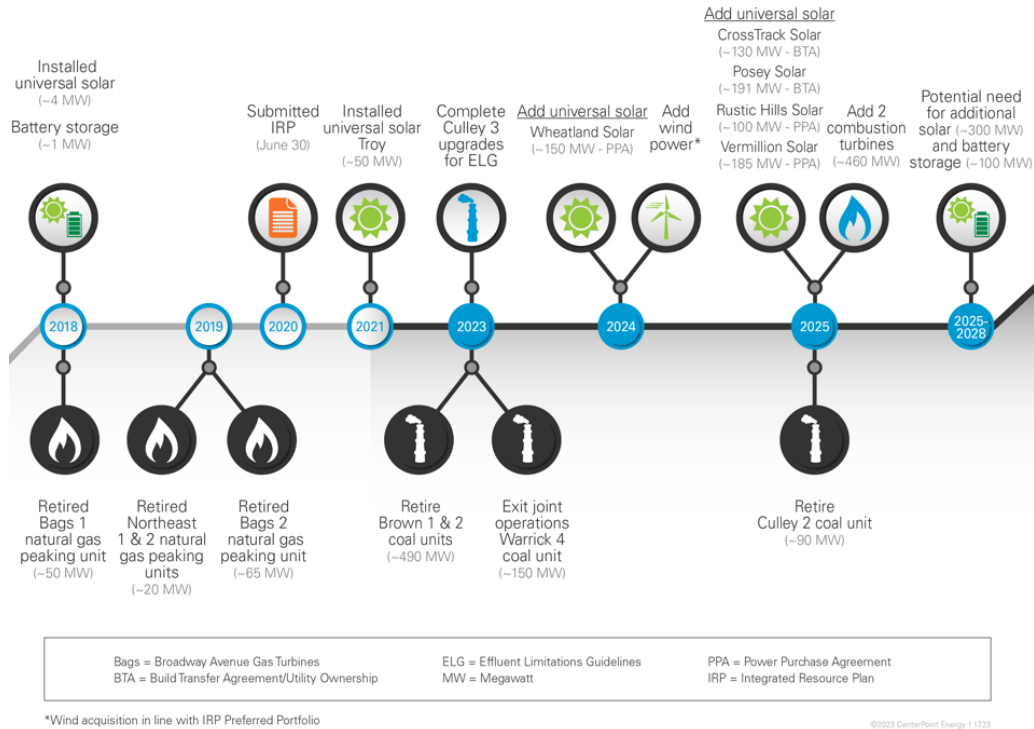 Installed
universal solar
(~4 MW)
Battery storage
(~1 MW)
Submitted
IRP
(June 30)
Installed
universal solar
Troy
(~50 MW)
Complete
Culley 3
upgrades
for ELG
Add universal solar
Wheatland Solar
(~150 MW - PPA)
Add
wind
power*
Add universal solar
CrossTrack Solar
(~130 MW - BTA)
Posey Solar
(~191 MW - BTA)
Rustic Hills Solar
(~100 MW - PPA)
Vermillion Solar
(~185 MW - PPA)
Add 2
combustion
turbines
(~460 MW)
Potential need
for additional
solar (~300 MW)
and battery
storage (~100 MW)
2018
2019
2020
2021
2023
2024
2025
2025-
2028
Retired
Bags 1
natural gas
peaking unit
(~50 MW)
Retired
Northeast
1 & 2 natural
gas peaking
units
(~20 MW)
Retired
Bags 2
natural gas
peaking unit
(~65 MW)
Retire
Brown 1 & 2
coal units
(~490 MW)
Exit joint
operations
Warrick 4
coal unit
(~150 MW)
Retire
Culley 2 coal unit
(~90 MW)
Bags = Broadway Avenue Gas Turbines
BTA = Build Transfer Agreement/Utility Ownership
ELG = Effluent Limitations Guidelines
MW = Megawatt
PPA = Power Purchase Agreement
IRP = Integrated Resource Plan
*Wind acquisition in line with IRP Preferred Portfolio
©2023 CenterPoint Energy 1.17.23